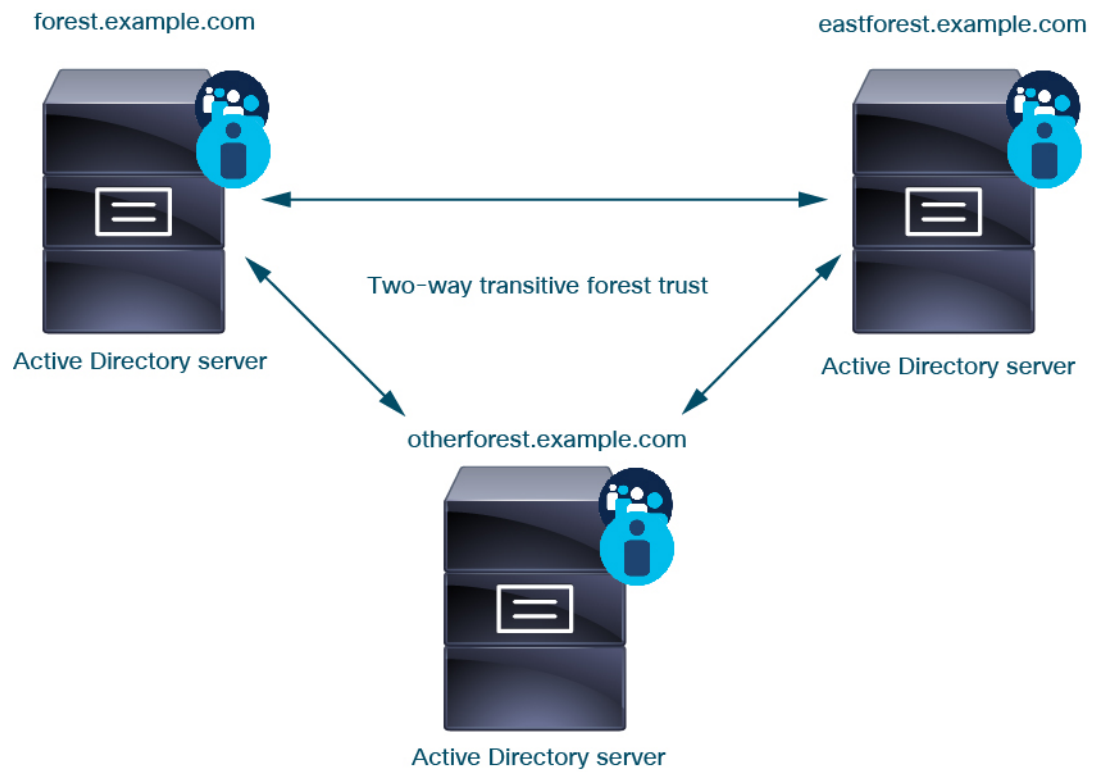 forest.example.com
eastforest.example.com
Two-way transitive forest trust
Active Directory server
Active Directory server
otherforest.example.com
Active Directory server